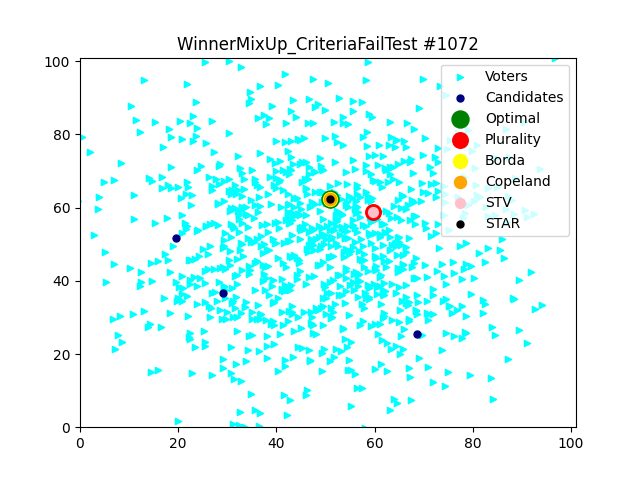 WinnerMixUp_CriteriaFailTest #1072
Voters
Candidates
Optimal
Plurality
Borda
Copeland
STV
STAR
100
80
60
40
20
0
0 20 40 60 80 100